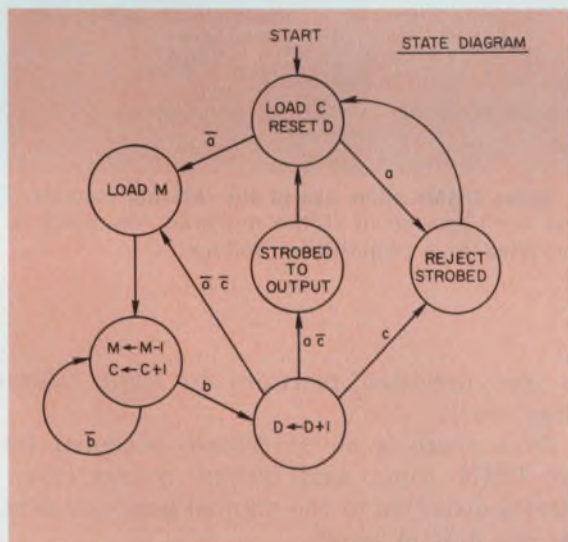 START
STATE DIAGRAM
LOAD C
RESET D
a̅
a
LOAD M
STROBED
TO
OUTPUT
REJECT
STROBED
a̅ c̅
a c̅
c
M←M-1
C←C+1
b
D←D+1
b̅